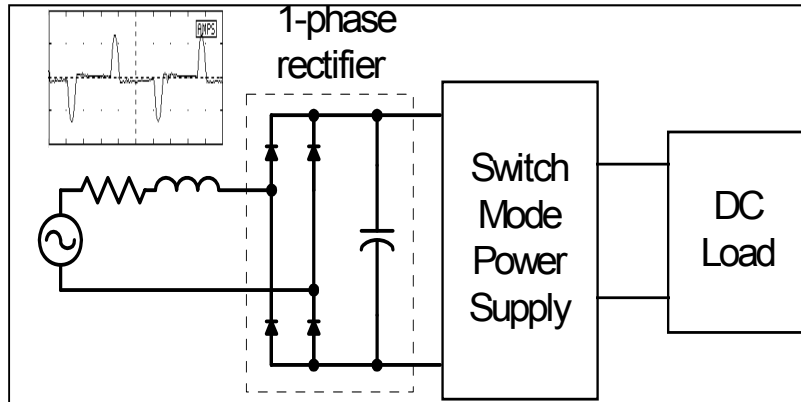 AMPS
1-phase
rectifier
Switch
Mode
Power
Supply
DC
Load